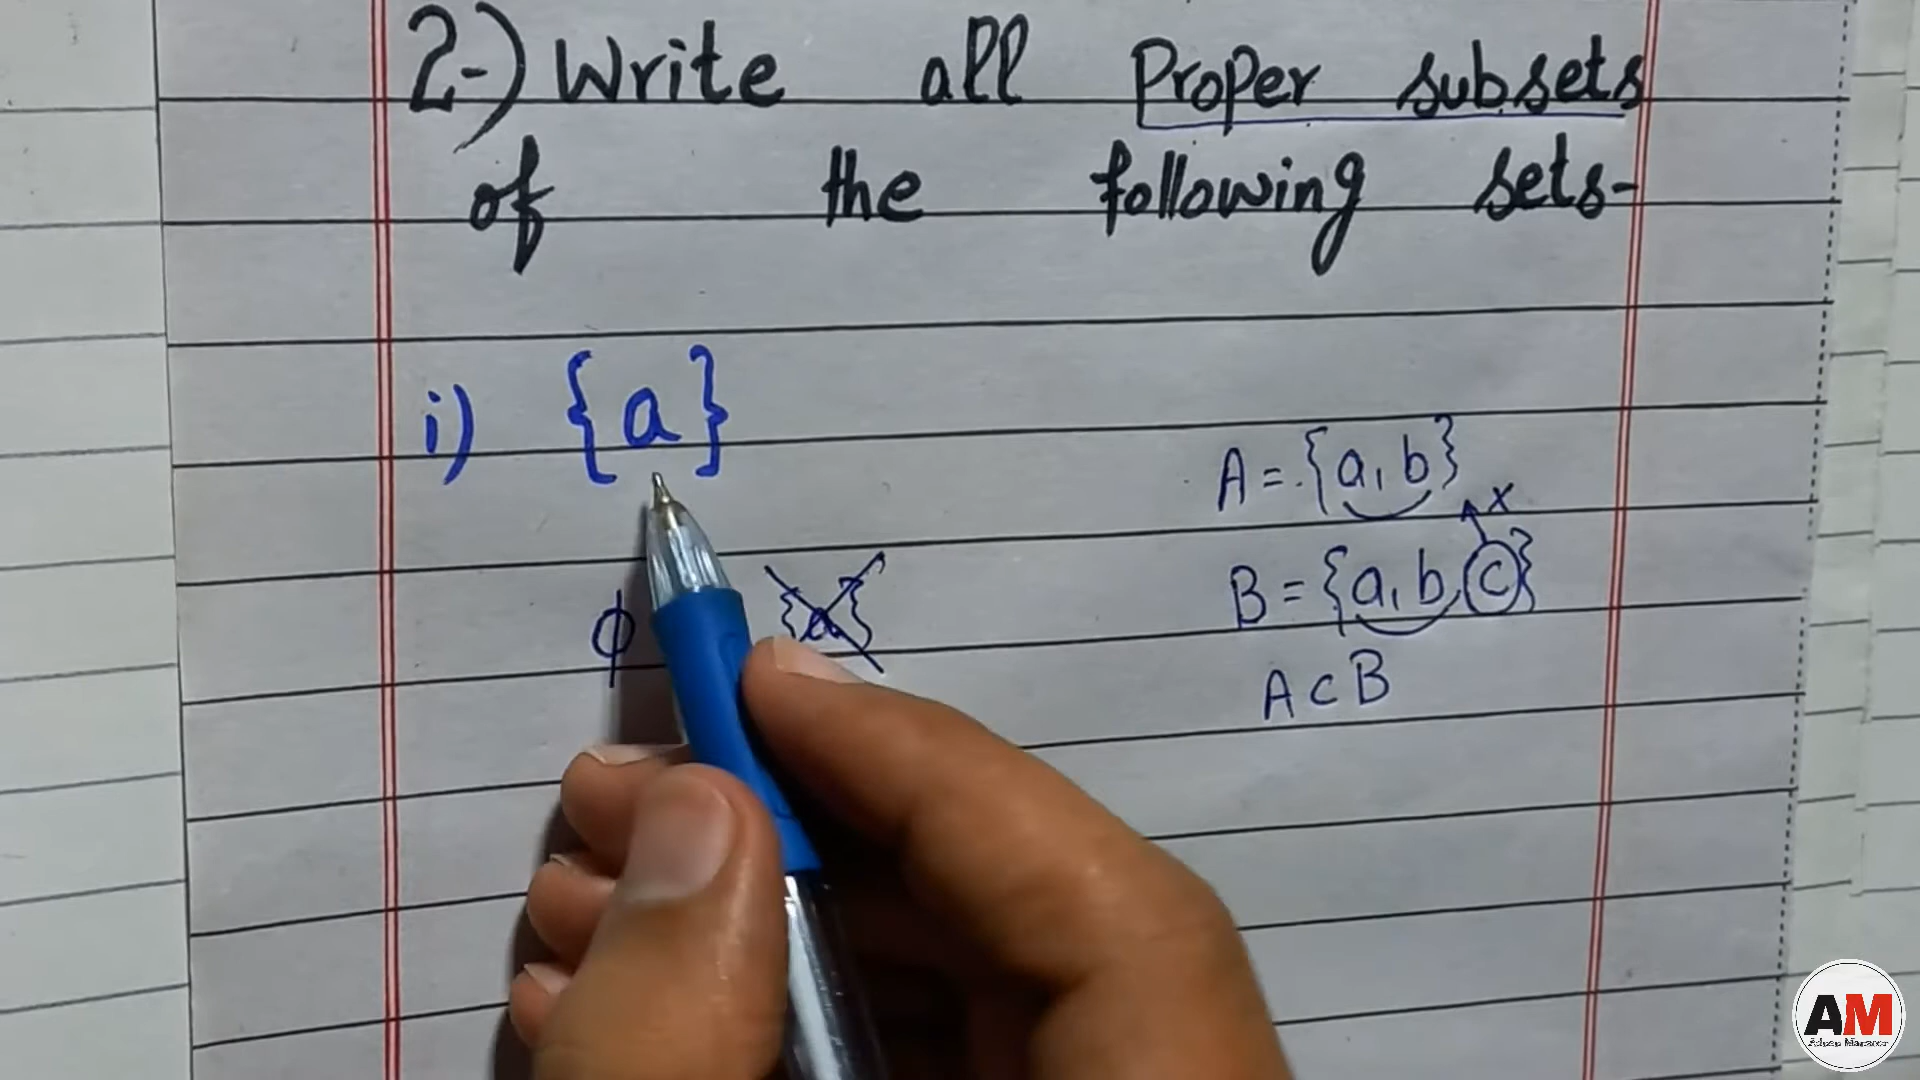 2-) Write all Proper subsets
of the following sets-
i) {a}
ϕ {a}
A = {a, b}
x
B = {a, b, c}
A ⊂ B
AM